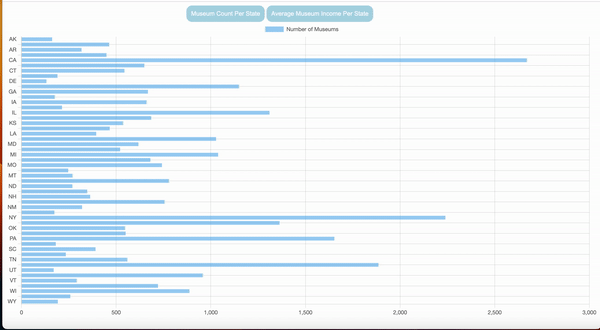 Museum Count Per State Average Museum Income Per State
Number of Museums
AK
AR
CA
CT
DE
GA
IA
IL
KS
LA
MD
MI
MO
MT
ND
NH
NM
NY
OK
PA
SC
TN
UT
VT
WI
WY
0 500 1,000 1,500 2,000 2,500 3,000